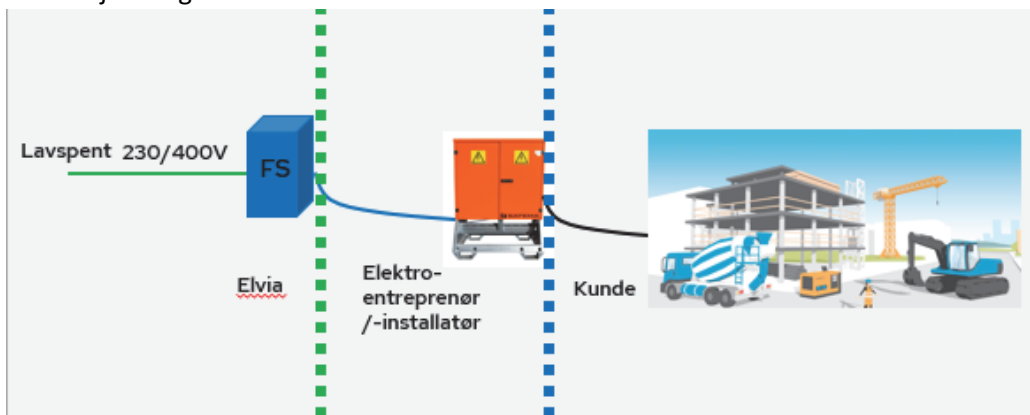 Lavspent 230/400V
FS
Elvia
Elektro-
entreprenør
/-installatør
Kunde